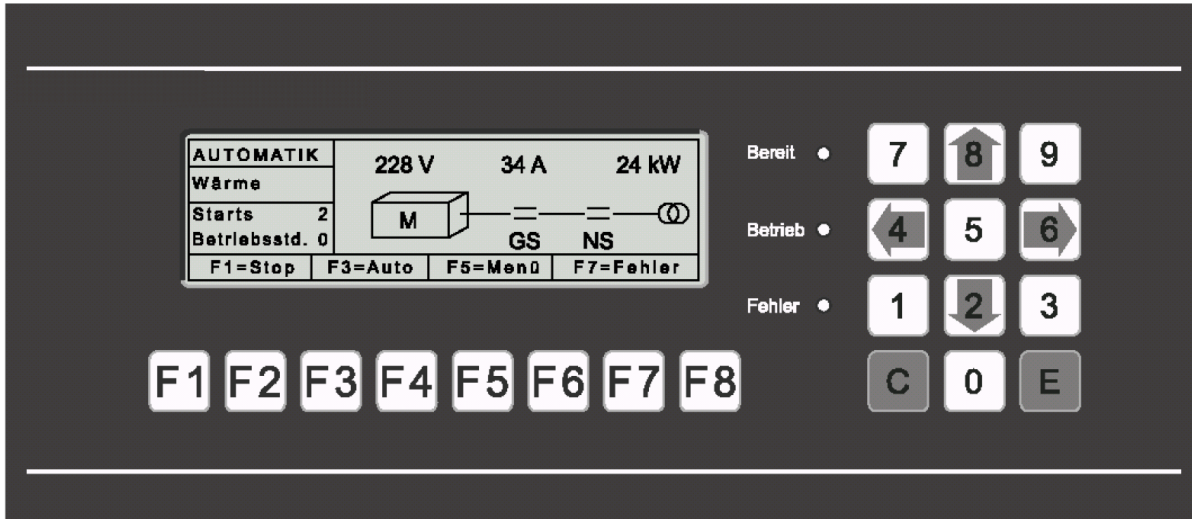 AUTOMATIK
Wärme
Starts 2
Betriebsstd. 0
228 V 34 A 24 kW
M
GS NS
F1=Stop F3=Auto F5=Menü F7=Fehler
Bereit
Betrieb
Fehler
F1 F2 F3 F4 F5 F6 F7 F8
7 8 9
4 5 6
1 2 3
C 0 E